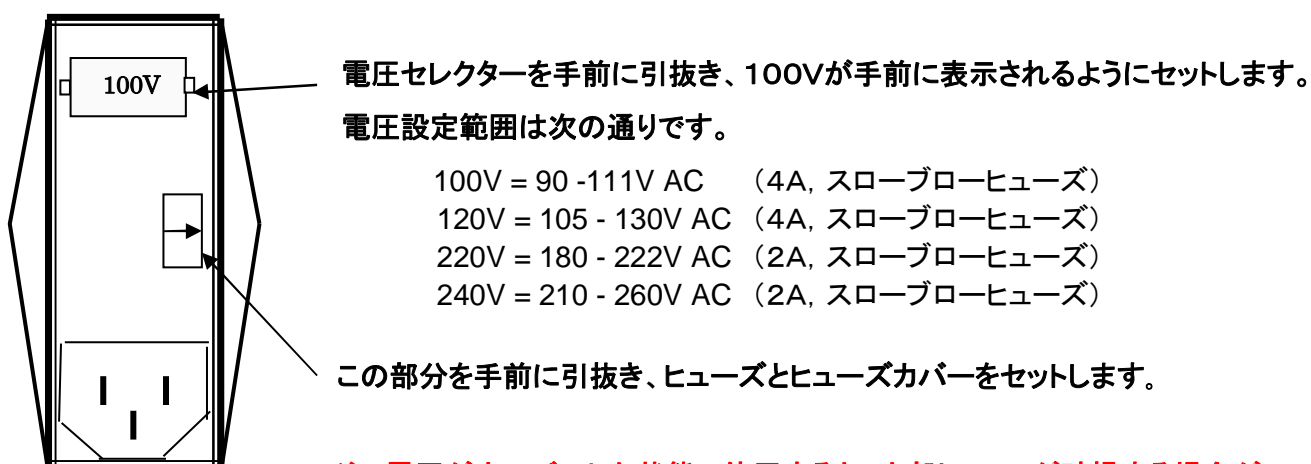 100V
電圧セレクターを手前に引抜き、100Vが手前に表示されるようにセットします。
電圧設定範囲は次の通りです。
100V = 90 -111V AC (4A, スローブローヒューズ)
120V = 105 - 130V AC (4A, スローブローヒューズ)
220V = 180 - 222V AC (2A, スローブローヒューズ)
240V = 210 - 260V AC (2A, スローブローヒューズ)
この部分を手前に引抜き、ヒューズとヒューズカバーをセットします。